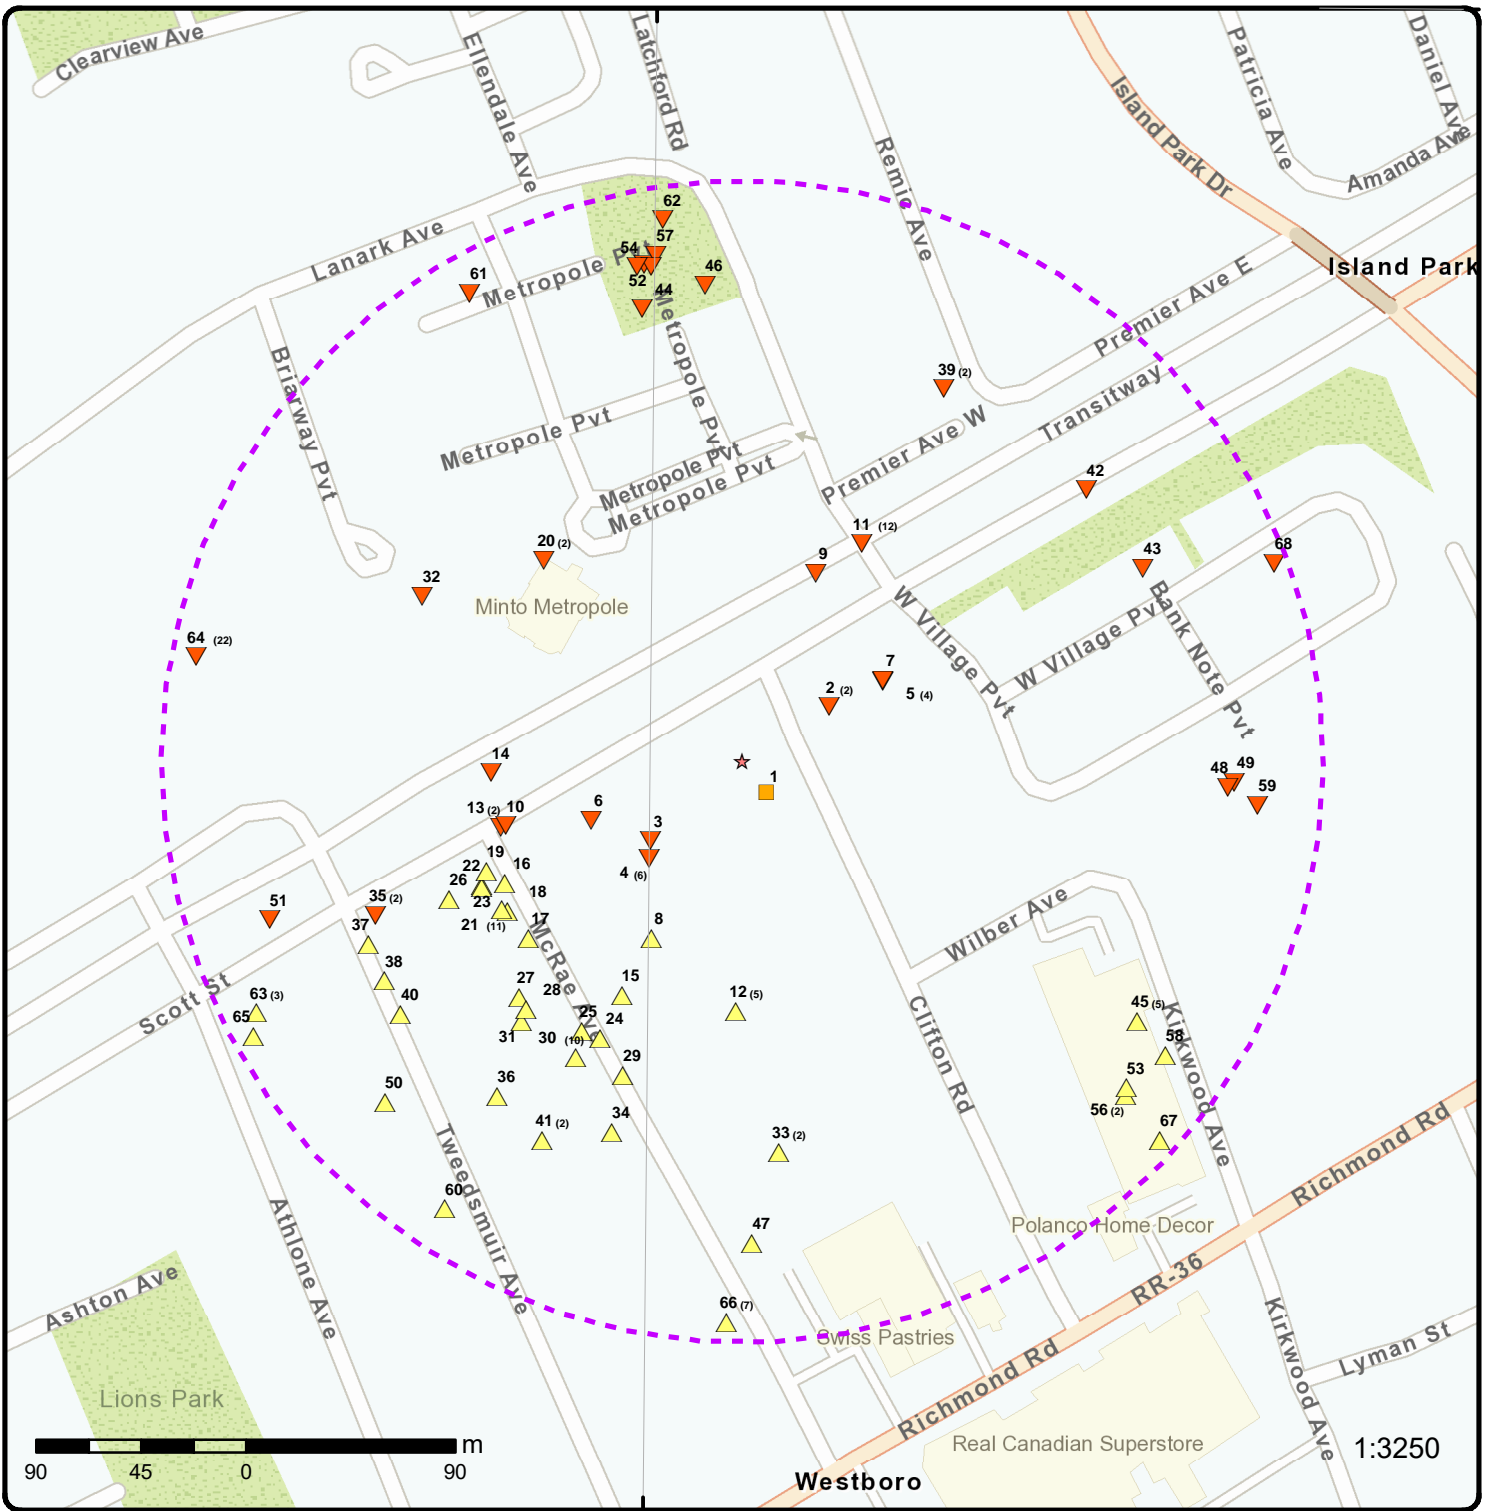 Clearview Ave
Ellendale Ave
Latchford Rd
Remic Ave
Island Park Dr
Patricia Ave
Daniel Ave
Amanda Ave
Island Park
Lanark Ave
62
54
57
52
44
46
61
Metropole Pvt
Metropole Pvt
Briarway Pvt
Metropole Pvt
Metropole Pvt
Metropole Pvt
39 (2)
Premier Ave E
Premier Ave W
Transitway
42
11 (12)
9
43
68
20 (2)
32
Minto Metropole
64 (22)
W Village Pvt
W Village Pvt
Bank Note Pvt
7
2 (2)
5 (4)
14
1
49
48
59
13 (2)
10
6
3
4 (6)
19
22
16
26
23
18
21 (11)
17
8
51
35 (2)
37
38
40
McRae Ave
Wilber Ave
Scott St
63 (3)
65
27
28
15
12 (5)
25
24
31
30 (10)
29
45 (5)
58
53
56 (2)
67
Clifton Rd
Kirkwood Ave
50
36
41 (2)
34
33 (2)
60
47
66 (7)
Tweedsmuir Ave
Athlone Ave
Ashton Ave
Lions Park
Polanco Home Decor
Swiss Pastries
Richmond Rd
RR-36
Richmond Rd
Kirkwood Ave
Lyman St
Real Canadian Superstore
Westboro
1:3250
m
90
45
0
90